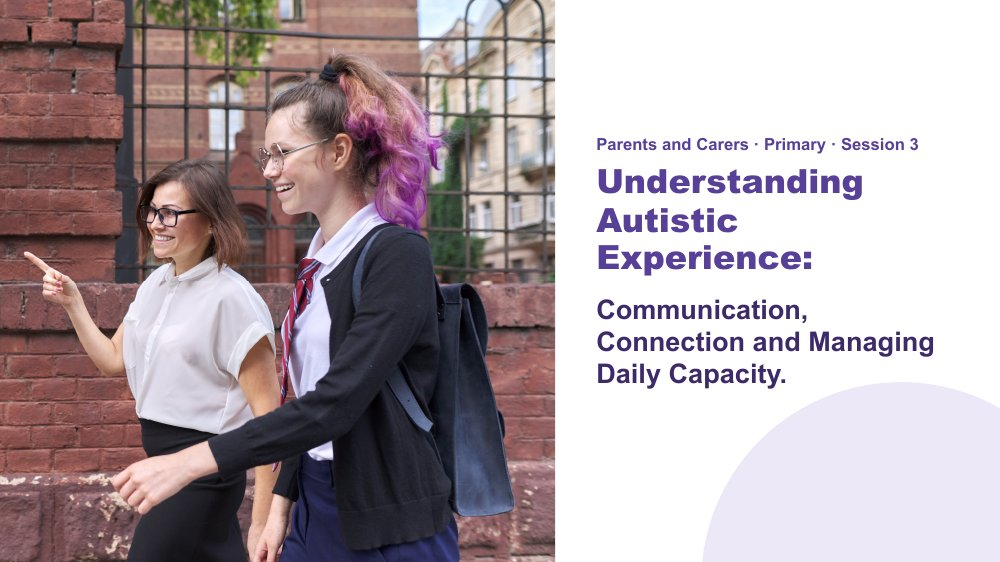 Parents and Carers · Primary · Session 3
Understanding
Autistic
Experience:
Communication,
Connection and Managing
Daily Capacity.